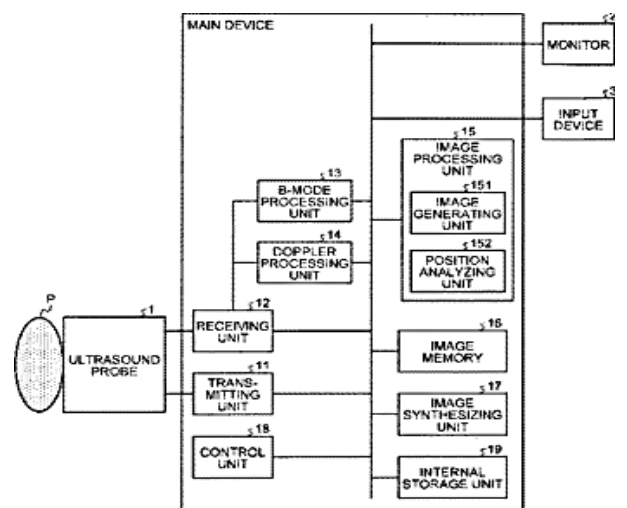 MAIN DEVICE
2
MONITOR
3
INPUT
DEVICE
15
IMAGE
PROCESSING
UNIT
151
IMAGE
GENERATING
UNIT
152
POSITION
ANALYZING
UNIT
13
B-MODE
PROCESSING
UNIT
14
DOPPLER
PROCESSING
UNIT
P
1
ULTRASOUND
PROBE
12
RECEIVING
UNIT
11
TRANS-
MITTING
UNIT
18
CONTROL
UNIT
16
IMAGE
MEMORY
17
IMAGE
SYNTHESIZING
UNIT
19
INTERNAL
STORAGE UNIT